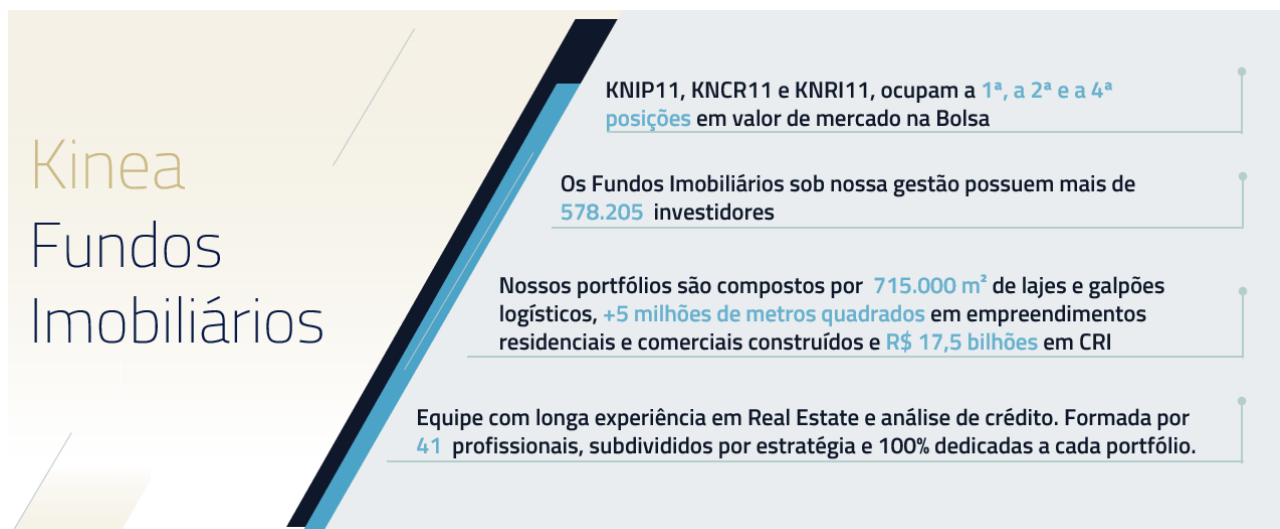 Kinea
Fundos
Imobiliários
KNIP11, KNCR11 e KNRI11, ocupam a 1ª, a 2ª e a 4ª
posições em valor de mercado na Bolsa
Os Fundos Imobiliários sob nossa gestão possuem mais de
578.205 investidores
Nossos portfólios são compostos por 715.000 m² de lajes e galpões
logísticos, +5 milhões de metros quadrados em empreendimentos
residenciais e comerciais construídos e R$ 17,5 bilhões em CRI
Equipe com longa experiência em Real Estate e análise de crédito. Formada por
41 profissionais, subdivididos por estratégia e 100% dedicadas a cada portfólio.